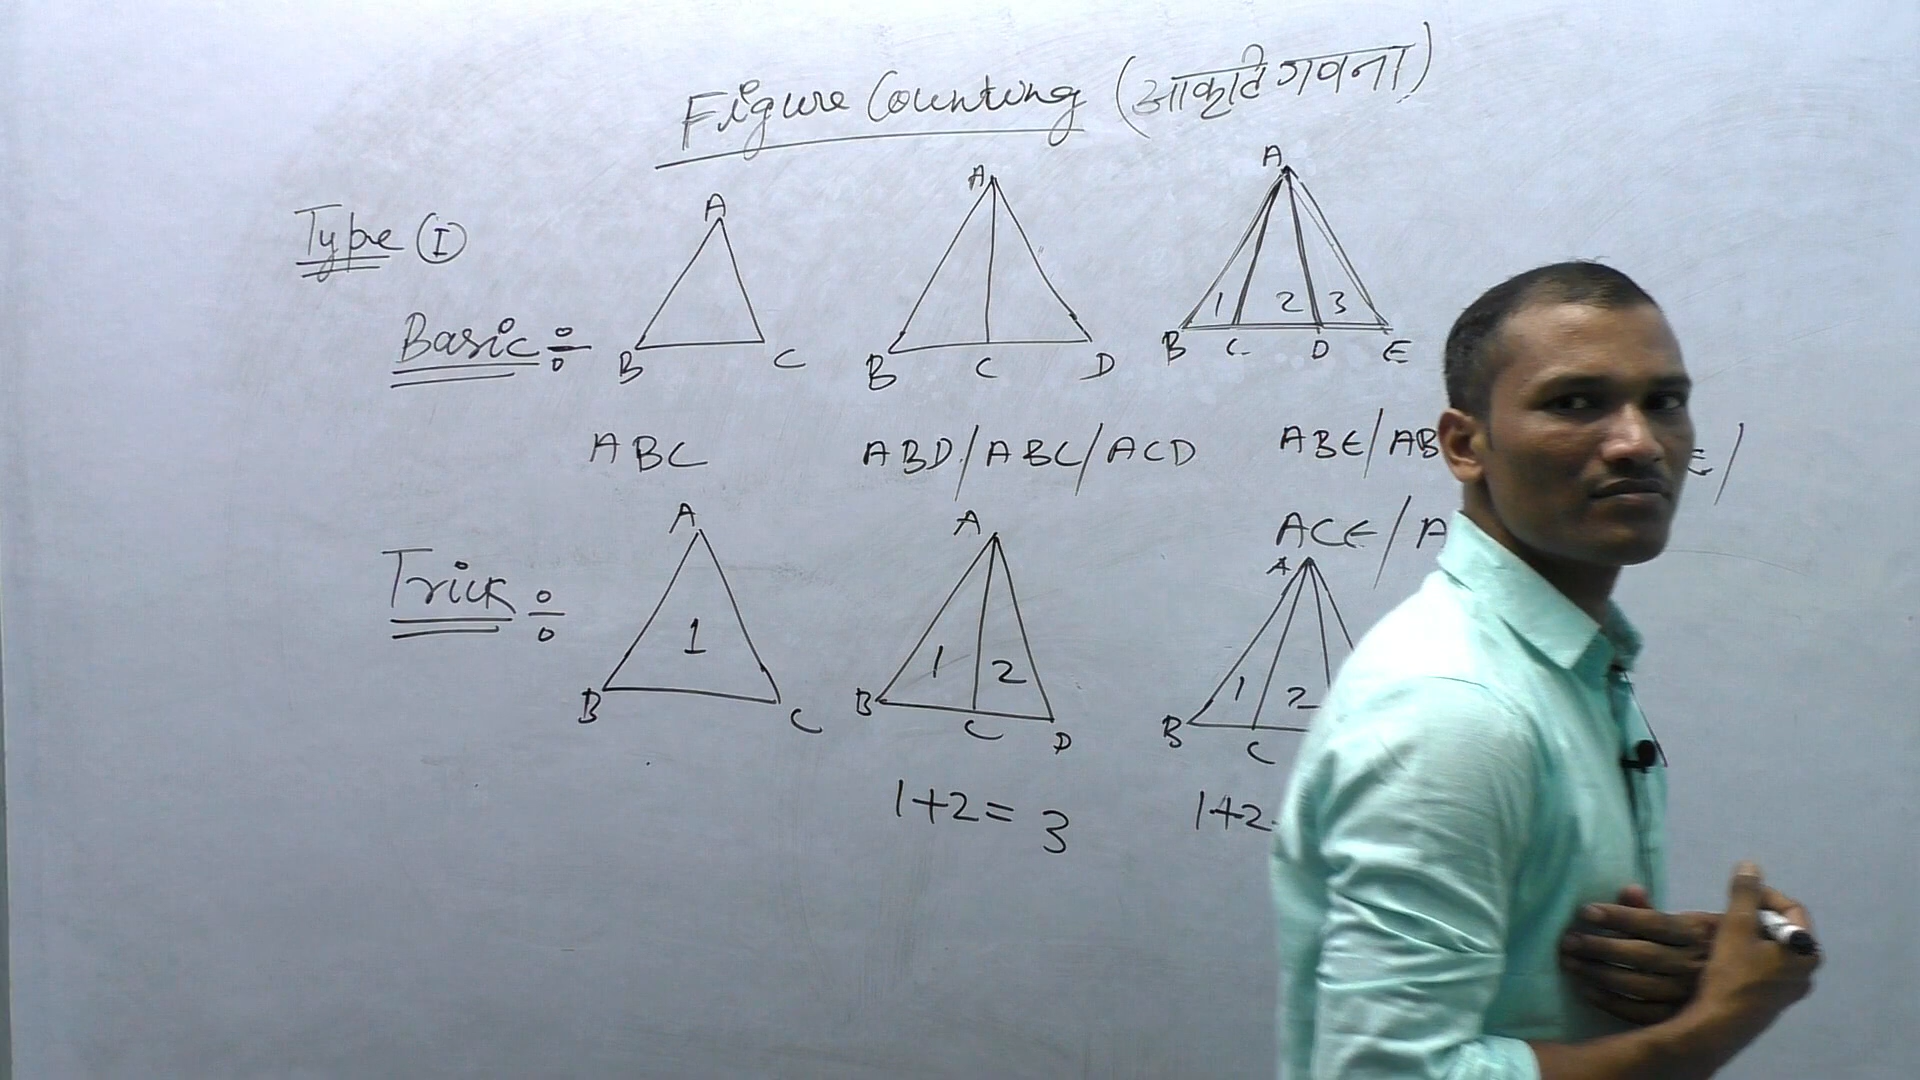 Figure Counting (आकृति गणना)
Type I
A
A
A
Basic ÷
1 2 3
B C
B C D
B C D E
ABC
ABD/ABC/ACD
ABE/AB
E/
ACE/A
A
A
A
Trick ÷
1
1 2
1 2
B C
B C D
B C
1+2= 3
1+2